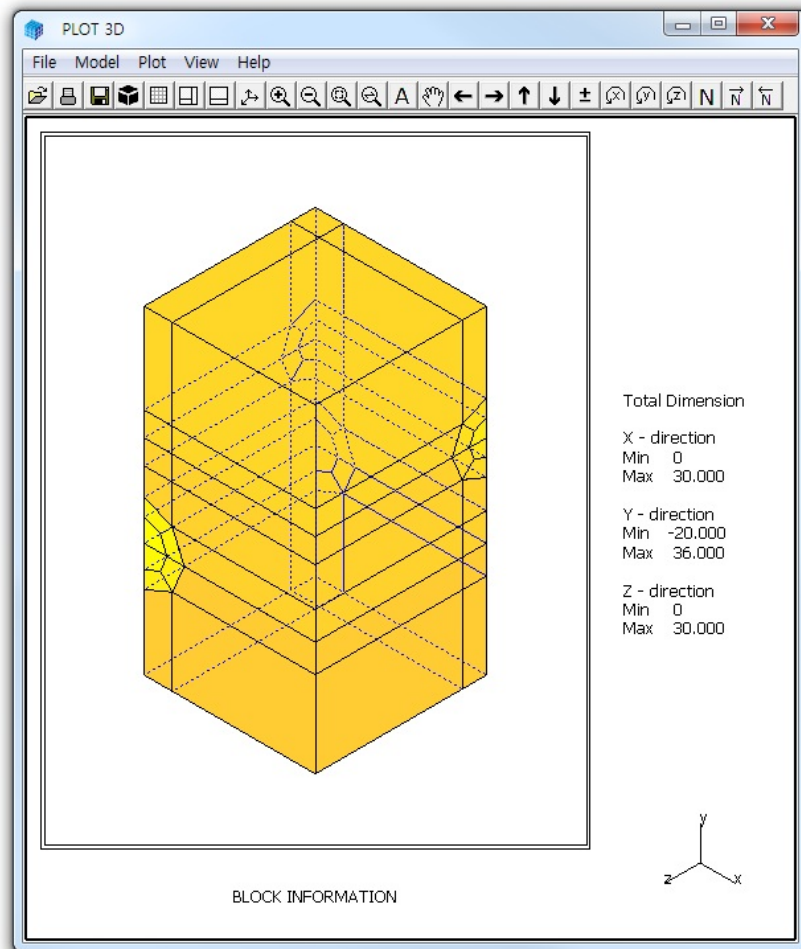 PLOT 3D
File Model Plot View Help
A N N N
Total Dimension
X - direction
Min 0
Max 30.000
Y - direction
Min -20.000
Max 36.000
Z - direction
Min 0
Max 30.000
y
z x
BLOCK INFORMATION